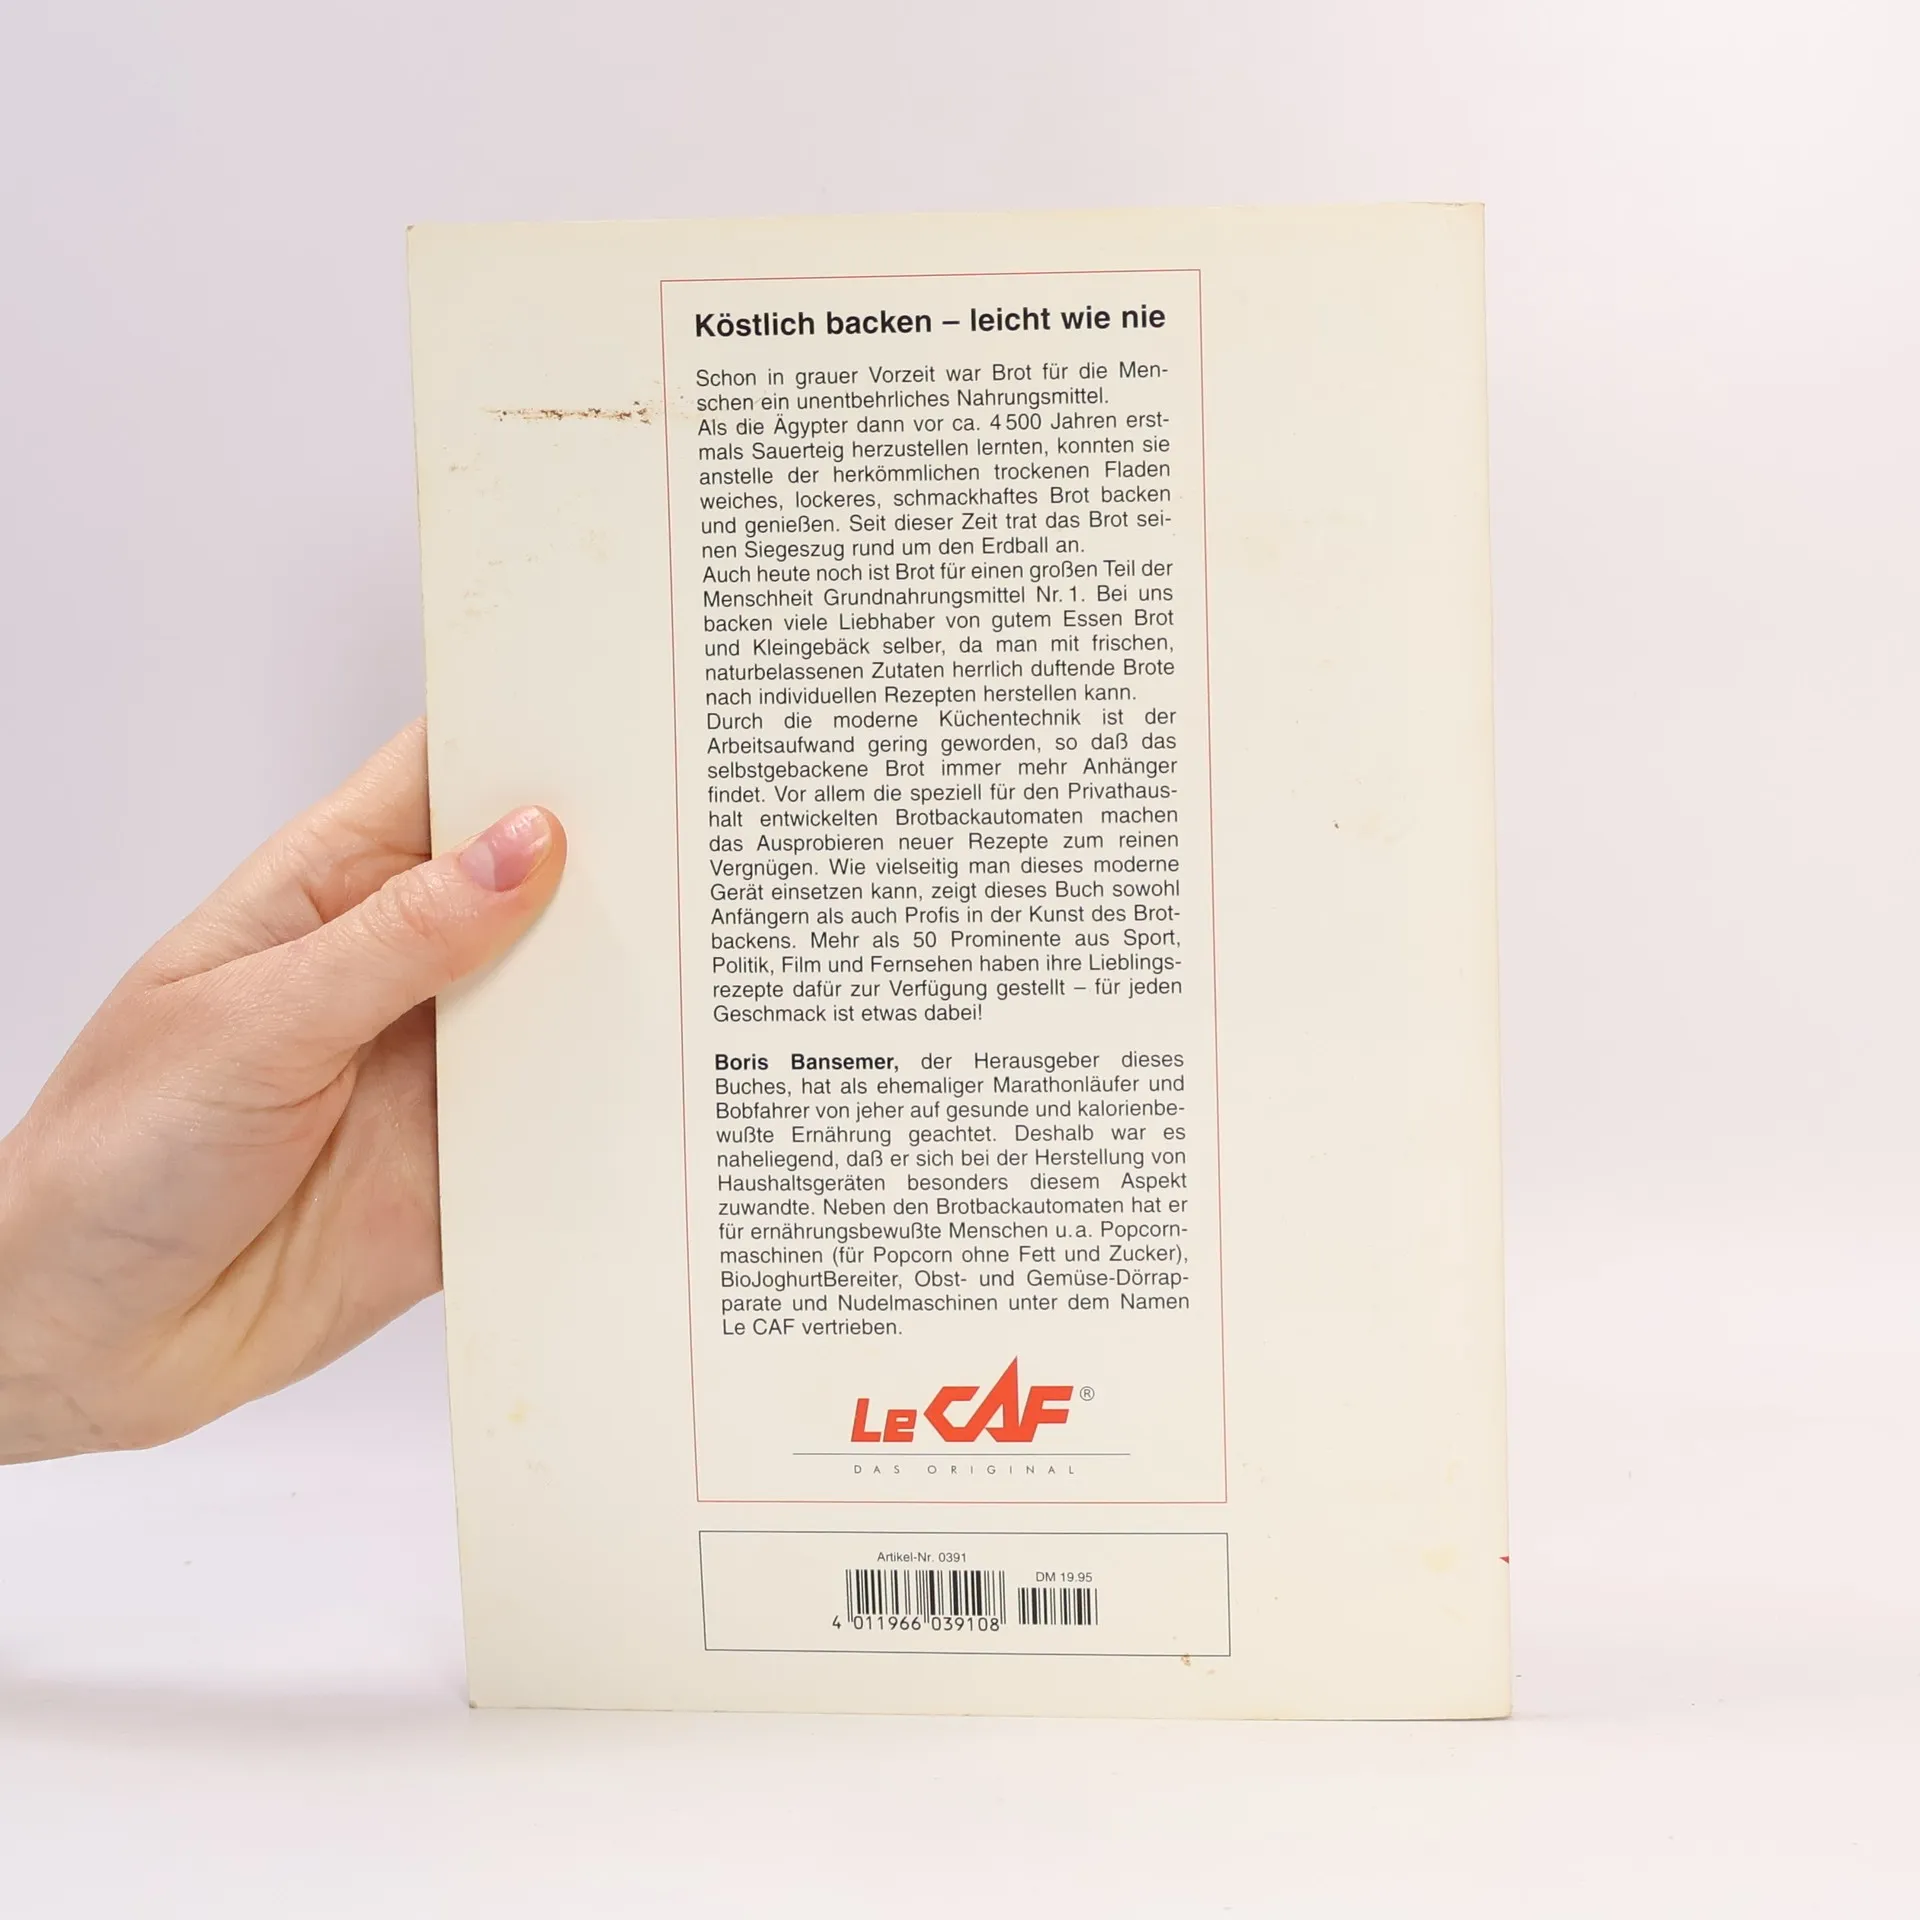 Köstlich backen – leicht wie nie
Schon in grauer Vorzeit war Brot für die Men-
schen ein unentbehrliches Nahrungsmittel.
Als die Ägypter dann vor ca. 4 500 Jahren erst-
mals Sauerteig herzustellen lernten, konnten sie
anstelle der herkömmlichen trockenen Fladen
weiches, lockeres, schmackhaftes Brot backen
und genießen. Seit dieser Zeit trat das Brot sei-
nen Siegeszug rund um den Erdball an.
Auch heute noch ist Brot für einen großen Teil der
Menschheit Grundnahrungsmittel Nr. 1. Bei uns
backen viele Liebhaber von gutem Essen Brot
und Kleingebäck selber, da man mit frischen,
naturbelassenen Zutaten herrlich duftende Brote
nach individuellen Rezepten herstellen kann.
Durch die moderne Küchentechnik ist der
Arbeitsaufwand gering geworden, so daß das
selbstgebackene Brot immer mehr Anhänger
findet. Vor allem die speziell für den Privathaus-
halt entwickelten Brotbackautomaten machen
das Ausprobieren neuer Rezepte zum reinen
Vergnügen. Wie vielseitig man dieses moderne
Gerät einsetzen kann, zeigt dieses Buch sowohl
Anfängern als auch Profis in der Kunst des Brot-
backens. Mehr als 50 Prominente aus Sport,
Politik, Film und Fernsehen haben ihre Lieblings-
rezepte dafür zur Verfügung gestellt – für jeden
Geschmack ist etwas dabei!
Boris Bansemer, der Herausgeber dieses
Buches, hat als ehemaliger Marathonläufer und
Bobfahrer von jeher auf gesunde und kalorienbe-
wußte Ernährung geachtet. Deshalb war es
naheliegend, daß er sich bei der Herstellung von
Haushaltsgeräten besonders diesem Aspekt
zuwandte. Neben den Brotbackautomaten hat er
für ernährungsbewußte Menschen u.a. Popcorn-
maschinen (für Popcorn ohne Fett und Zucker),
BioJoghurtBereiter, Obst- und Gemüse-Dörrap-
parate und Nudelmaschinen unter dem Namen
Le CAF vertrieben.
Le CAF ®
DAS ORIGINAL
Artikel-Nr. 0391
DM 19.95
4 011966 039108